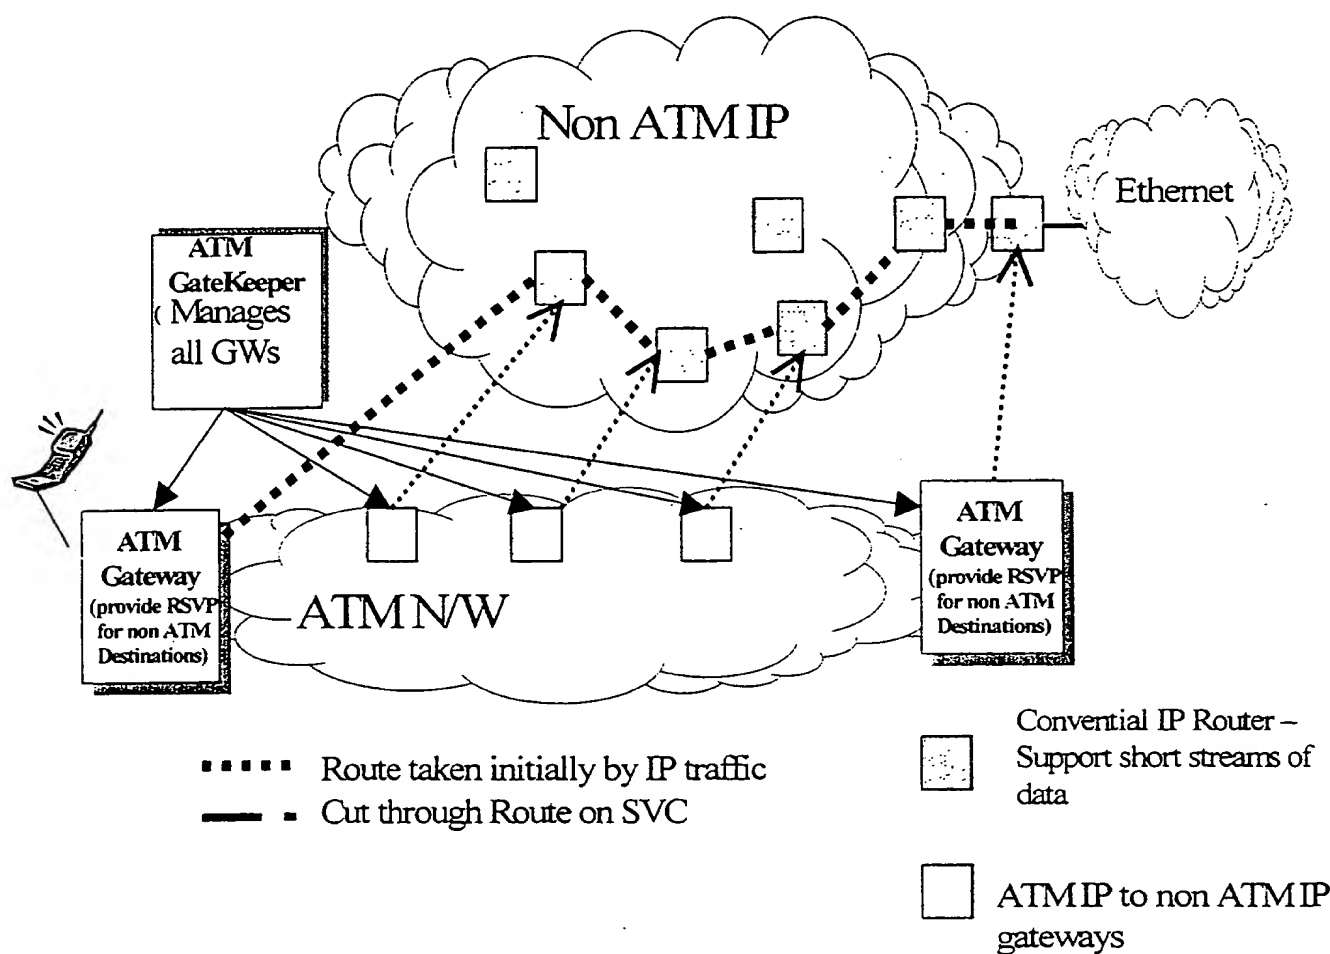 Non ATM IP
Ethernet
ATM
GateKeeper
( Manages
all GWs
ATM
Gateway
(provide RSVP
for non ATM
Destinations)
ATM N/W
ATM
Gateway
(provide RSVP
for non ATM
Destinations)
Route taken initially by IP traffic
Cut through Route on SVC
Convential IP Router –
Support short streams of
data
ATM IP to non ATM IP
gateways